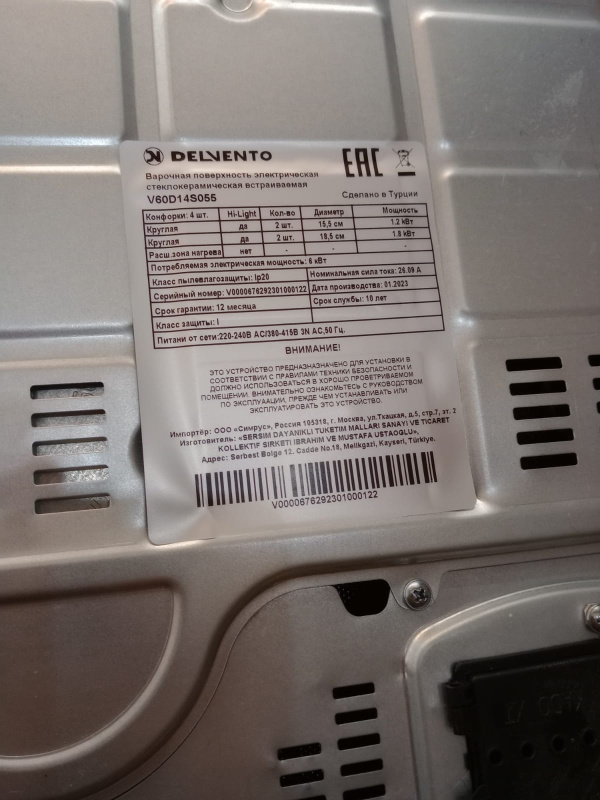 DELVENTO EAC
Варочная поверхность электрическая
стеклокерамическая встраиваемая
V60D14S055 Сделано в Турции
Конфорки: 4 шт. Hi-Light Кол-во Диаметр Мощность
Круглая да 2 шт. 15,5 см 1.2 кВт
Круглая да 2 шт. 18,5 см 1.8 кВт
Расш.зона нагрева нет - - -
Потребляемая электрическая мощность: 6 кВт
Класс пылевлагозащиты: Ip20 Номинальная сила тока: 26.09 А
Серийный номер: V0000676292301000122 Дата производства: 01.2023
Срок гарантии: 12 месяца Срок службы: 10 лет
Класс защиты: I
Питани от сети:220-240В AC/380-415В 3N AC,50 Гц.
ВНИМАНИЕ!
ЭТО УСТРОЙСТВО ПРЕДНАЗНАЧЕНО ДЛЯ УСТАНОВКИ В
СООТВЕТСТВИИ С ПРАВИЛАМИ ТЕХНИКИ БЕЗОПАСНОСТИ И
ДОЛЖНО ИСПОЛЬЗОВАТЬСЯ В ХОРОШО ПРОВЕТРИВАЕМОМ
ПОМЕЩЕНИИ. ВНИМАТЕЛЬНО ОЗНАКОМЬТЕСЬ С РУКОВОДСТВОМ
ПО ЭКСПЛУАТАЦИИ, ПРЕЖДЕ ЧЕМ УСТАНАВЛИВАТЬ ИЛИ
ЭКСПЛУАТИРОВАТЬ ЭТО УСТРОЙСТВО.
Импортёр: ООО «Симрус», Россия 105318, г. Москва, ул.Ткацкая, д.5, стр.7, эт. 2
Изготовитель: «SERSIM DAYANIKLI TUKETIM MALLARI SANAYI VE TICARET
KOLLEKTIF SIRKETI IBRAHIM VE MUSTAFA USTAOGLU»,
Адрес: Serbest Bolge 12. Cadde No.18, Melikgazi, Kayseri, Türkiye.
V0000676292301000122